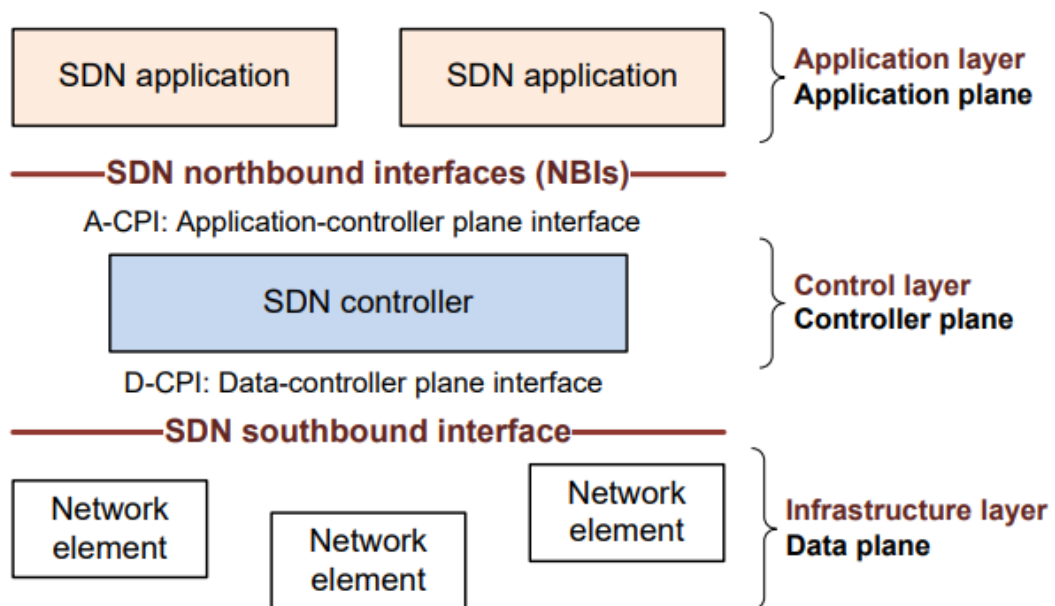 SDN application
SDN application
Application layer
Application plane
SDN northbound interfaces (NBIs)
A-CPI: Application-controller plane interface
SDN controller
Control layer
Controller plane
D-CPI: Data-controller plane interface
SDN southbound interface
Network
element
Network
element
Network
element
Infrastructure layer
Data plane